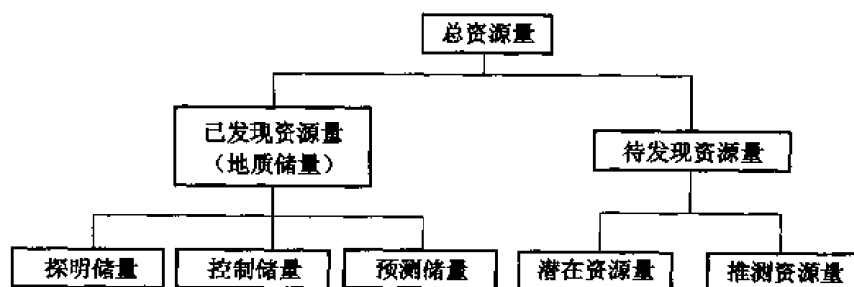 总资源量
已发现资源量
（地质储量）
待发现资源量
探明储量
控制储量
预测储量
潜在资源量
推测资源量